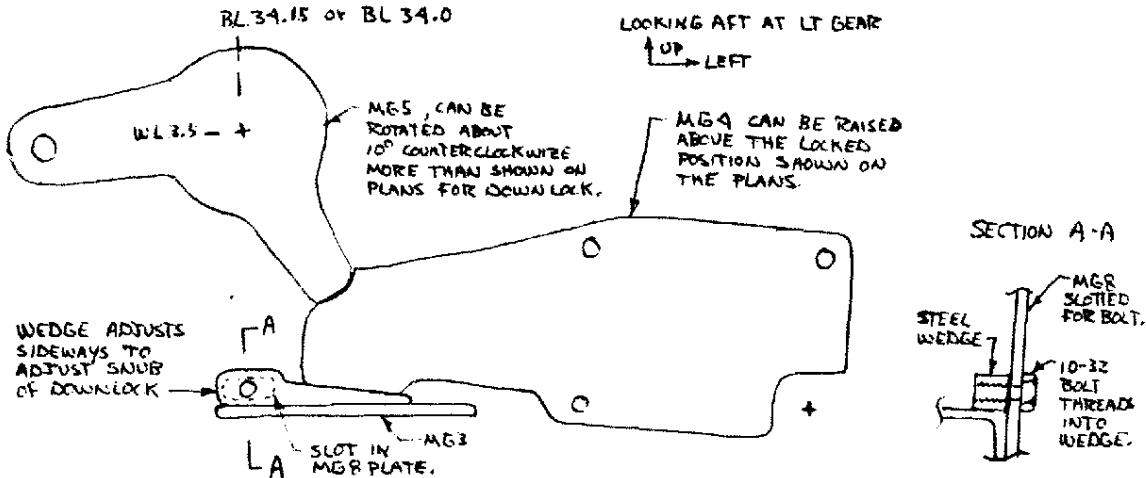 BL.34.15 or BL 34.0
LOOKING AFT AT LT GEAR
UP
LEFT
WL 3.5
MG5, CAN BE
ROTATED ABOUT
10° COUNTERCLOCKWIZE
MORE THAN SHOWN ON
PLANS FOR DOWN LOCK.
MG4 CAN BE RAISED
ABOVE THE LOCKED
POSITION SHOWN ON
THE PLANS.
SECTION A-A
MG8
SLOTTED
FOR BOLT.
STEEL
WEDGE
10-32
BOLT
THREADS
INTO
WEDGE.
WEDGE ADJUSTS
SIDEWAYS TO
ADJUST SNUB
OF DOWNLOCK
A
A
SLOT IN
MG8 PLATE.
MG3